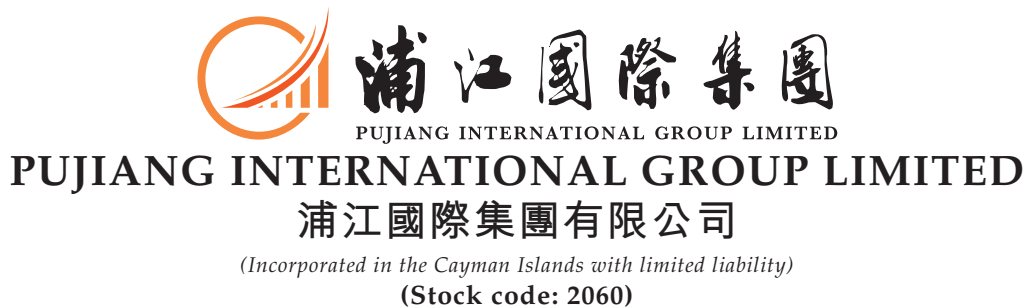 浦江國際集團
PUJIANG INTERNATIONAL GROUP LIMITED
PUJIANG INTERNATIONAL GROUP LIMITED
浦江國際集團有限公司
(Incorporated in the Cayman Islands with limited liability)
(Stock code: 2060)